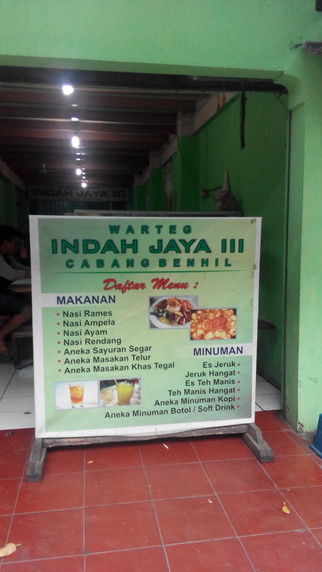 INDAH JAYA III
WARTEG
INDAH JAYA III
CABANG BENHIL
Daftar Menu :
MAKANAN
• Nasi Rames
• Nasi Ampela
• Nasi Ayam
• Nasi Rendang
• Aneka Sayuran Segar
• Aneka Masakan Telur
• Aneka Masakan Khas Tegal
MINUMAN
Es Jeruk •
Jeruk Hangat •
Es Teh Manis •
Teh Manis Hangat •
Aneka Minuman Kopi •
Aneka Minuman Botol / Soft Drink •